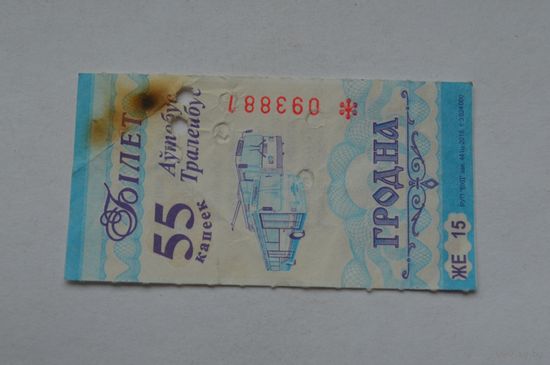 БІЛЕТ
Аўтобус
Тралейбус
55
капеек
093881
ГРОДНА
ЖЕ 15